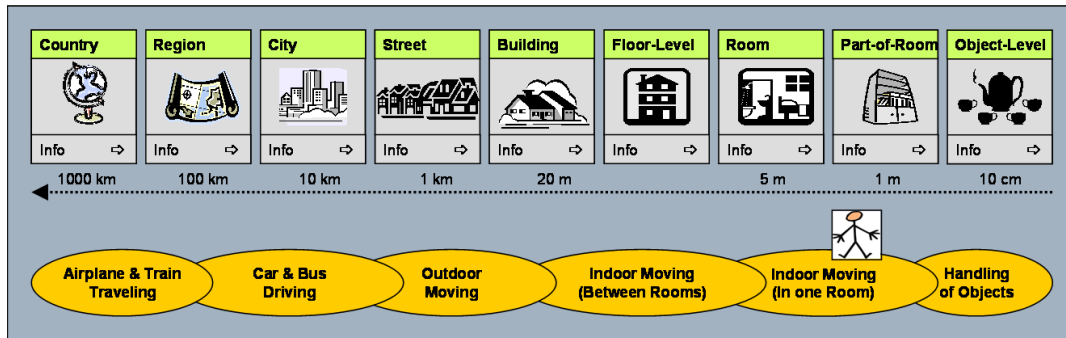 Country Region City Street Building Floor-Level Room Part-of-Room Object-Level
Info Info Info Info Info Info Info Info Info
1000 km 100 km 10 km 1 km 20 m 5 m 1 m 10 cm
Airplane & Train
Traveling
Car & Bus
Driving
Outdoor
Moving
Indoor Moving
(Between Rooms)
Indoor Moving
(In one Room)
Handling
of Objects